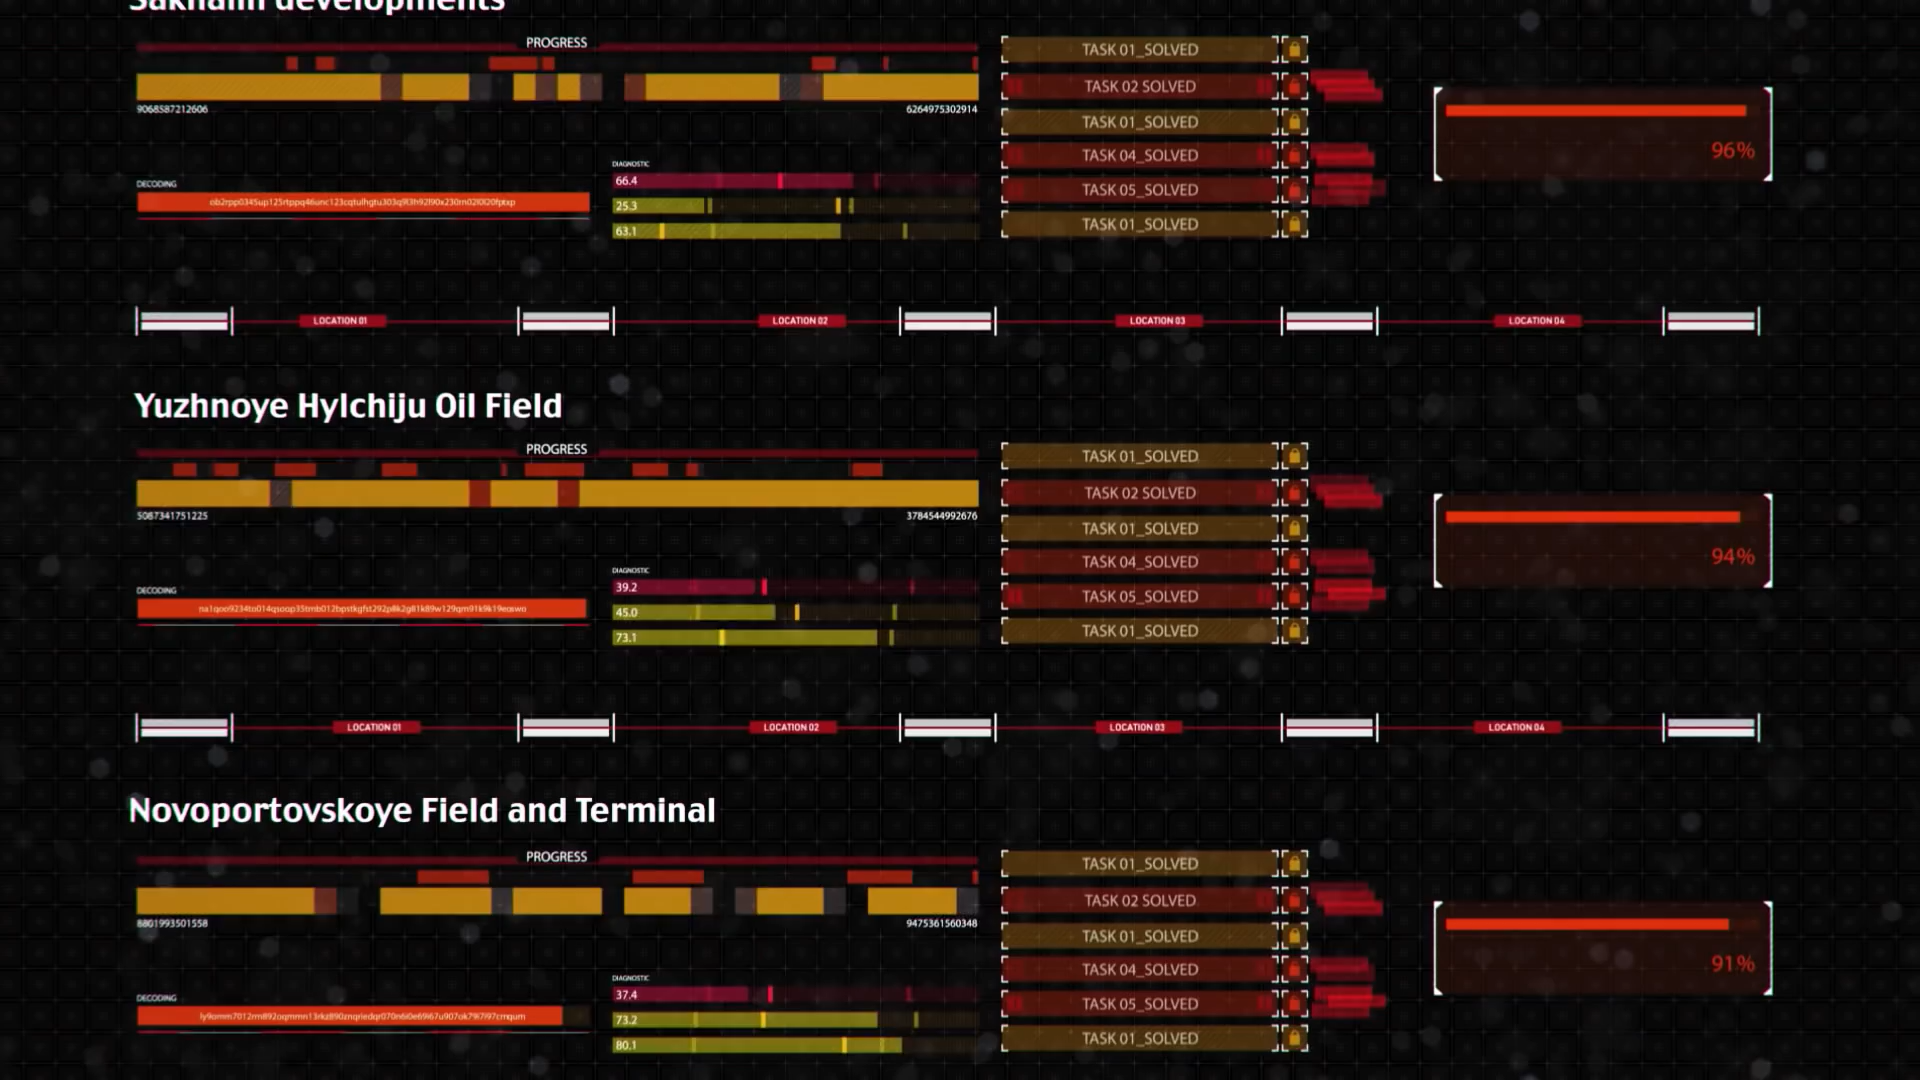 Sakhalin developments
PROGRESS
TASK 01_SOLVED
TASK 02 SOLVED
9068587212606
6264975302914
TASK 01_SOLVED
96%
TASK 04_SOLVED
DIAGNOSTIC
66.4
DECODING
TASK 05_SOLVED
25.3
63.1
TASK 01_SOLVED
LOCATION 01
LOCATION 02
LOCATION 03
LOCATION 04
Yuzhnoye Hylchiju Oil Field
PROGRESS
TASK 01_SOLVED
TASK 02 SOLVED
5087341751225
3784544992676
TASK 01_SOLVED
94%
TASK 04_SOLVED
DIAGNOSTIC
39.2
DECODING
TASK 05_SOLVED
45.0
73.1
TASK 01_SOLVED
LOCATION 01
LOCATION 02
LOCATION 03
LOCATION 04
Novoportovskoye Field and Terminal
PROGRESS
TASK 01_SOLVED
TASK 02 SOLVED
8801993501558
9475361560348
TASK 01_SOLVED
91%
TASK 04_SOLVED
DIAGNOSTIC
37.4
DECODING
TASK 05_SOLVED
73.2
80.1
TASK 01_SOLVED